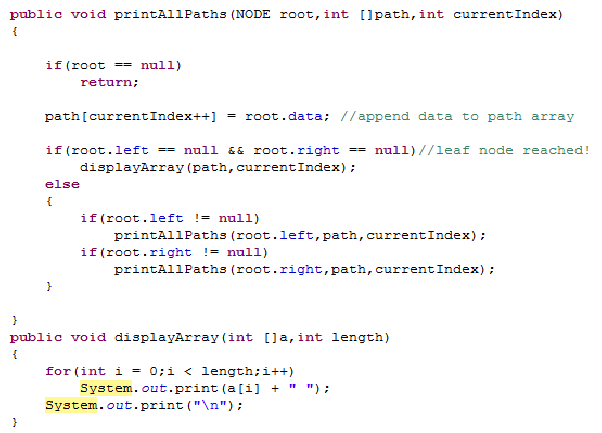 public void printAllPaths(NODE root,int []path,int currentIndex)
{
if(root == null)
return;
path[currentIndex++] = root.data; //append data to path array
if(root.left == null && root.right == null)//leaf node reached!
displayArray(path,currentIndex);
else
{
if(root.left != null)
printAllPaths(root.left,path,currentIndex);
if(root.right != null)
printAllPaths(root.right,path,currentIndex);
}
}
public void displayArray(int []a,int length)
{
for(int i = 0;i < length;i++)
System.out.print(a[i] + " ");
System.out.print("\n");
}